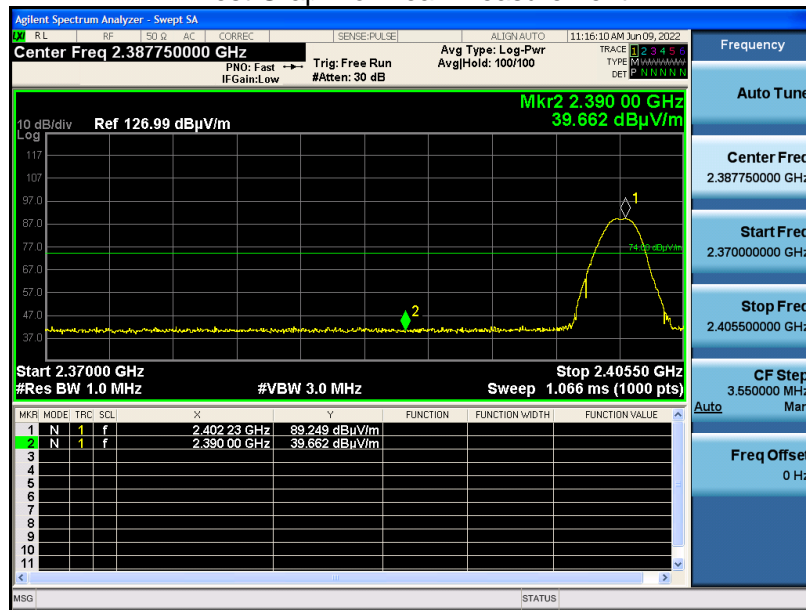 Agilent Spectrum Analyzer - Swept SA
LXI RL RF 50 Ω AC CORREC SENSE:PULSE ALIGN AUTO 11:16:10 AM Jun 09, 2022
Center Freq 2.387750000 GHz
PNO: Fast
IFGain:Low
Trig: Free Run
#Atten: 30 dB
Avg Type: Log-Pwr
Avg|Hold: 100/100
TRACE 1 2 3 4 5 6
TYPE M
DET P N N N N N
Mkr2 2.390 00 GHz
39.662 dBµV/m
10 dB/div Ref 126.99 dBµV/m
Log
117
107
97.0
87.0
77.0
67.0
57.0
47.0
37.0
1
74.00 dBµV/m
2
Start 2.37000 GHz Stop 2.40550 GHz
#Res BW 1.0 MHz #VBW 3.0 MHz Sweep 1.066 ms (1000 pts)
MKR MODE TRC SCL X Y FUNCTION FUNCTION WIDTH FUNCTION VALUE
1 N 1 f 2.402 23 GHz 89.249 dBµV/m
2 N 1 f 2.390 00 GHz 39.662 dBµV/m
3
4
5
6
7
8
9
10
11
MSG STATUS
Frequency
Auto Tune
Center Freq
2.387750000 GHz
Start Freq
2.370000000 GHz
Stop Freq
2.405500000 GHz
CF Step
3.550000 MHz
Auto Man
Freq Offset
0 Hz